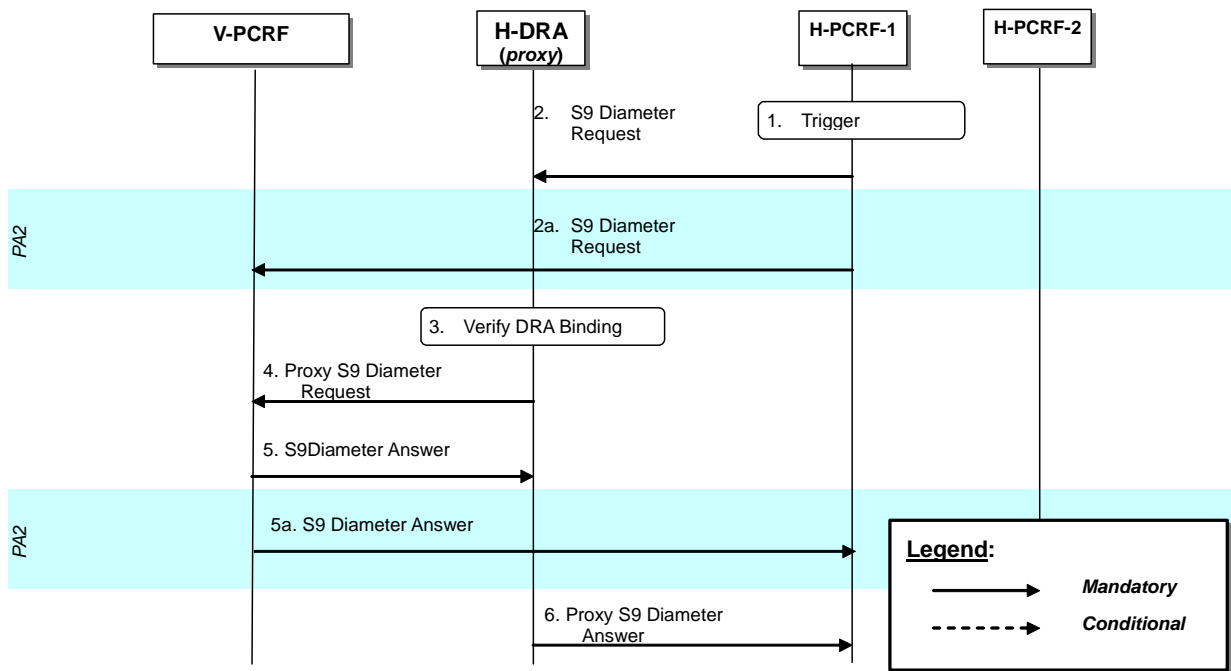 V-PCRF
H-DRA
(proxy)
H-PCRF-1
H-PCRF-2
1. Trigger
2. S9 Diameter
Request
PA2
2a. S9 Diameter
Request
3. Verify DRA Binding
4. Proxy S9 Diameter
Request
5. S9Diameter Answer
PA2
5a. S9 Diameter Answer
6. Proxy S9 Diameter
Answer
Legend:
Mandatory
Conditional